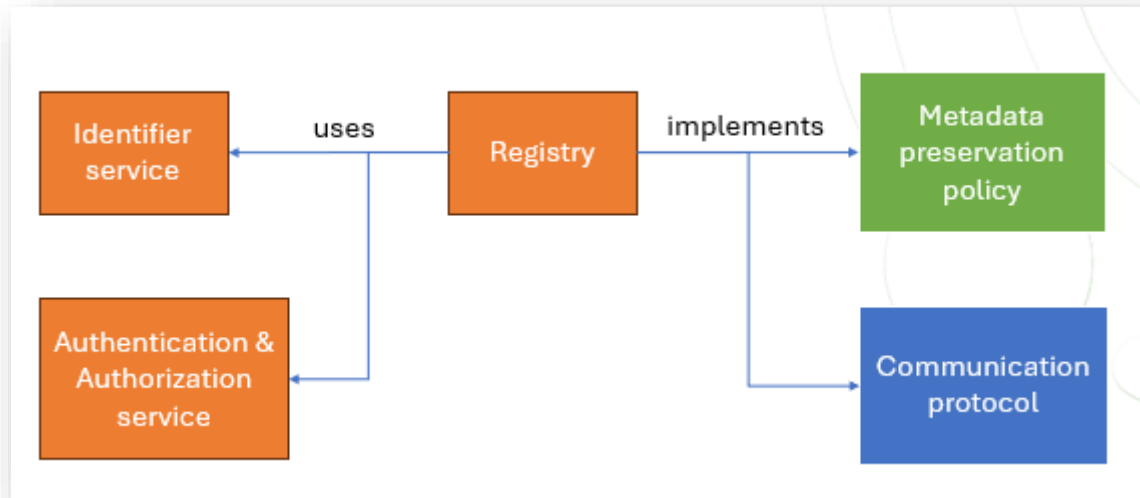 Identifier
service
uses
Registry
implements
Metadata
preservation
policy
Authentication &
Authorization
service
Communication
protocol